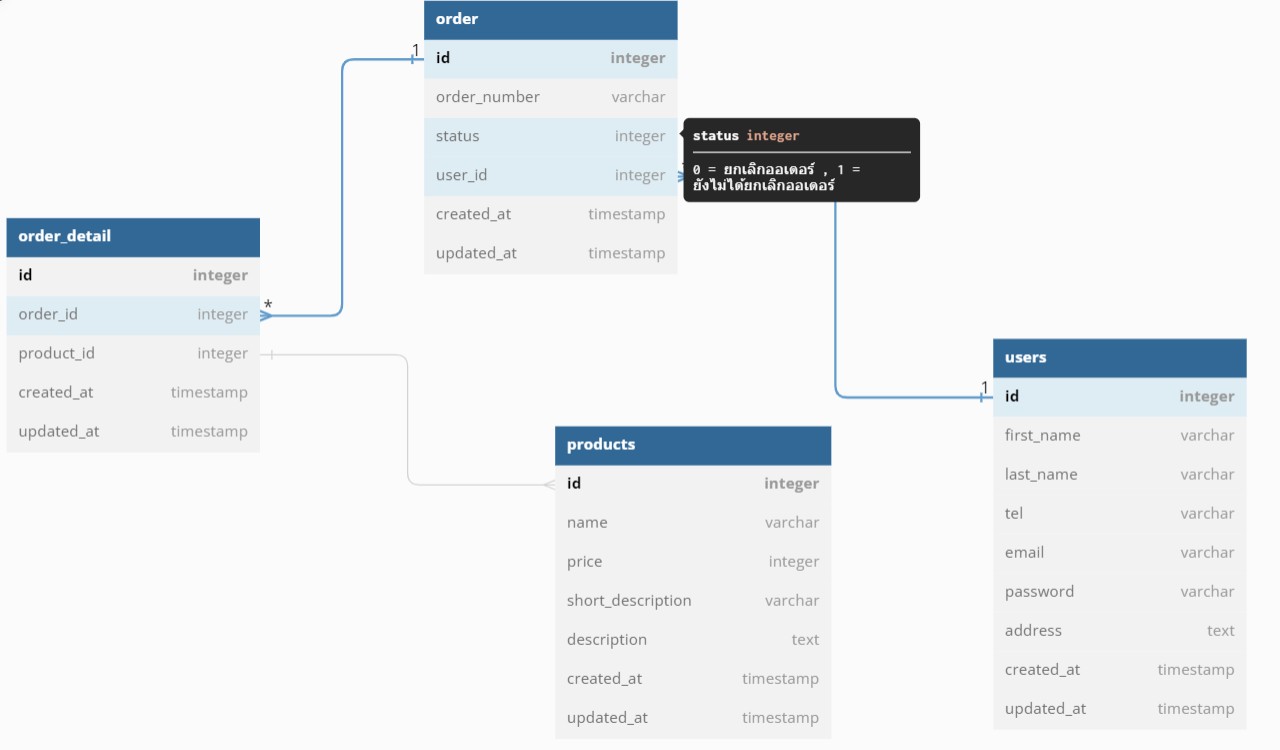 order
1
id integer
order_number varchar
status integer
user_id integer
created_at timestamp
updated_at timestamp
status integer
0 = ยกเลิกออเดอร์ , 1 =
ยังไม่ได้ยกเลิกออเดอร์
order_detail
id integer
order_id integer
*
product_id integer
created_at timestamp
updated_at timestamp
products
id integer
name varchar
price integer
short_description varchar
description text
created_at timestamp
updated_at timestamp
users
1
id integer
first_name varchar
last_name varchar
tel varchar
email varchar
password varchar
address text
created_at timestamp
updated_at timestamp